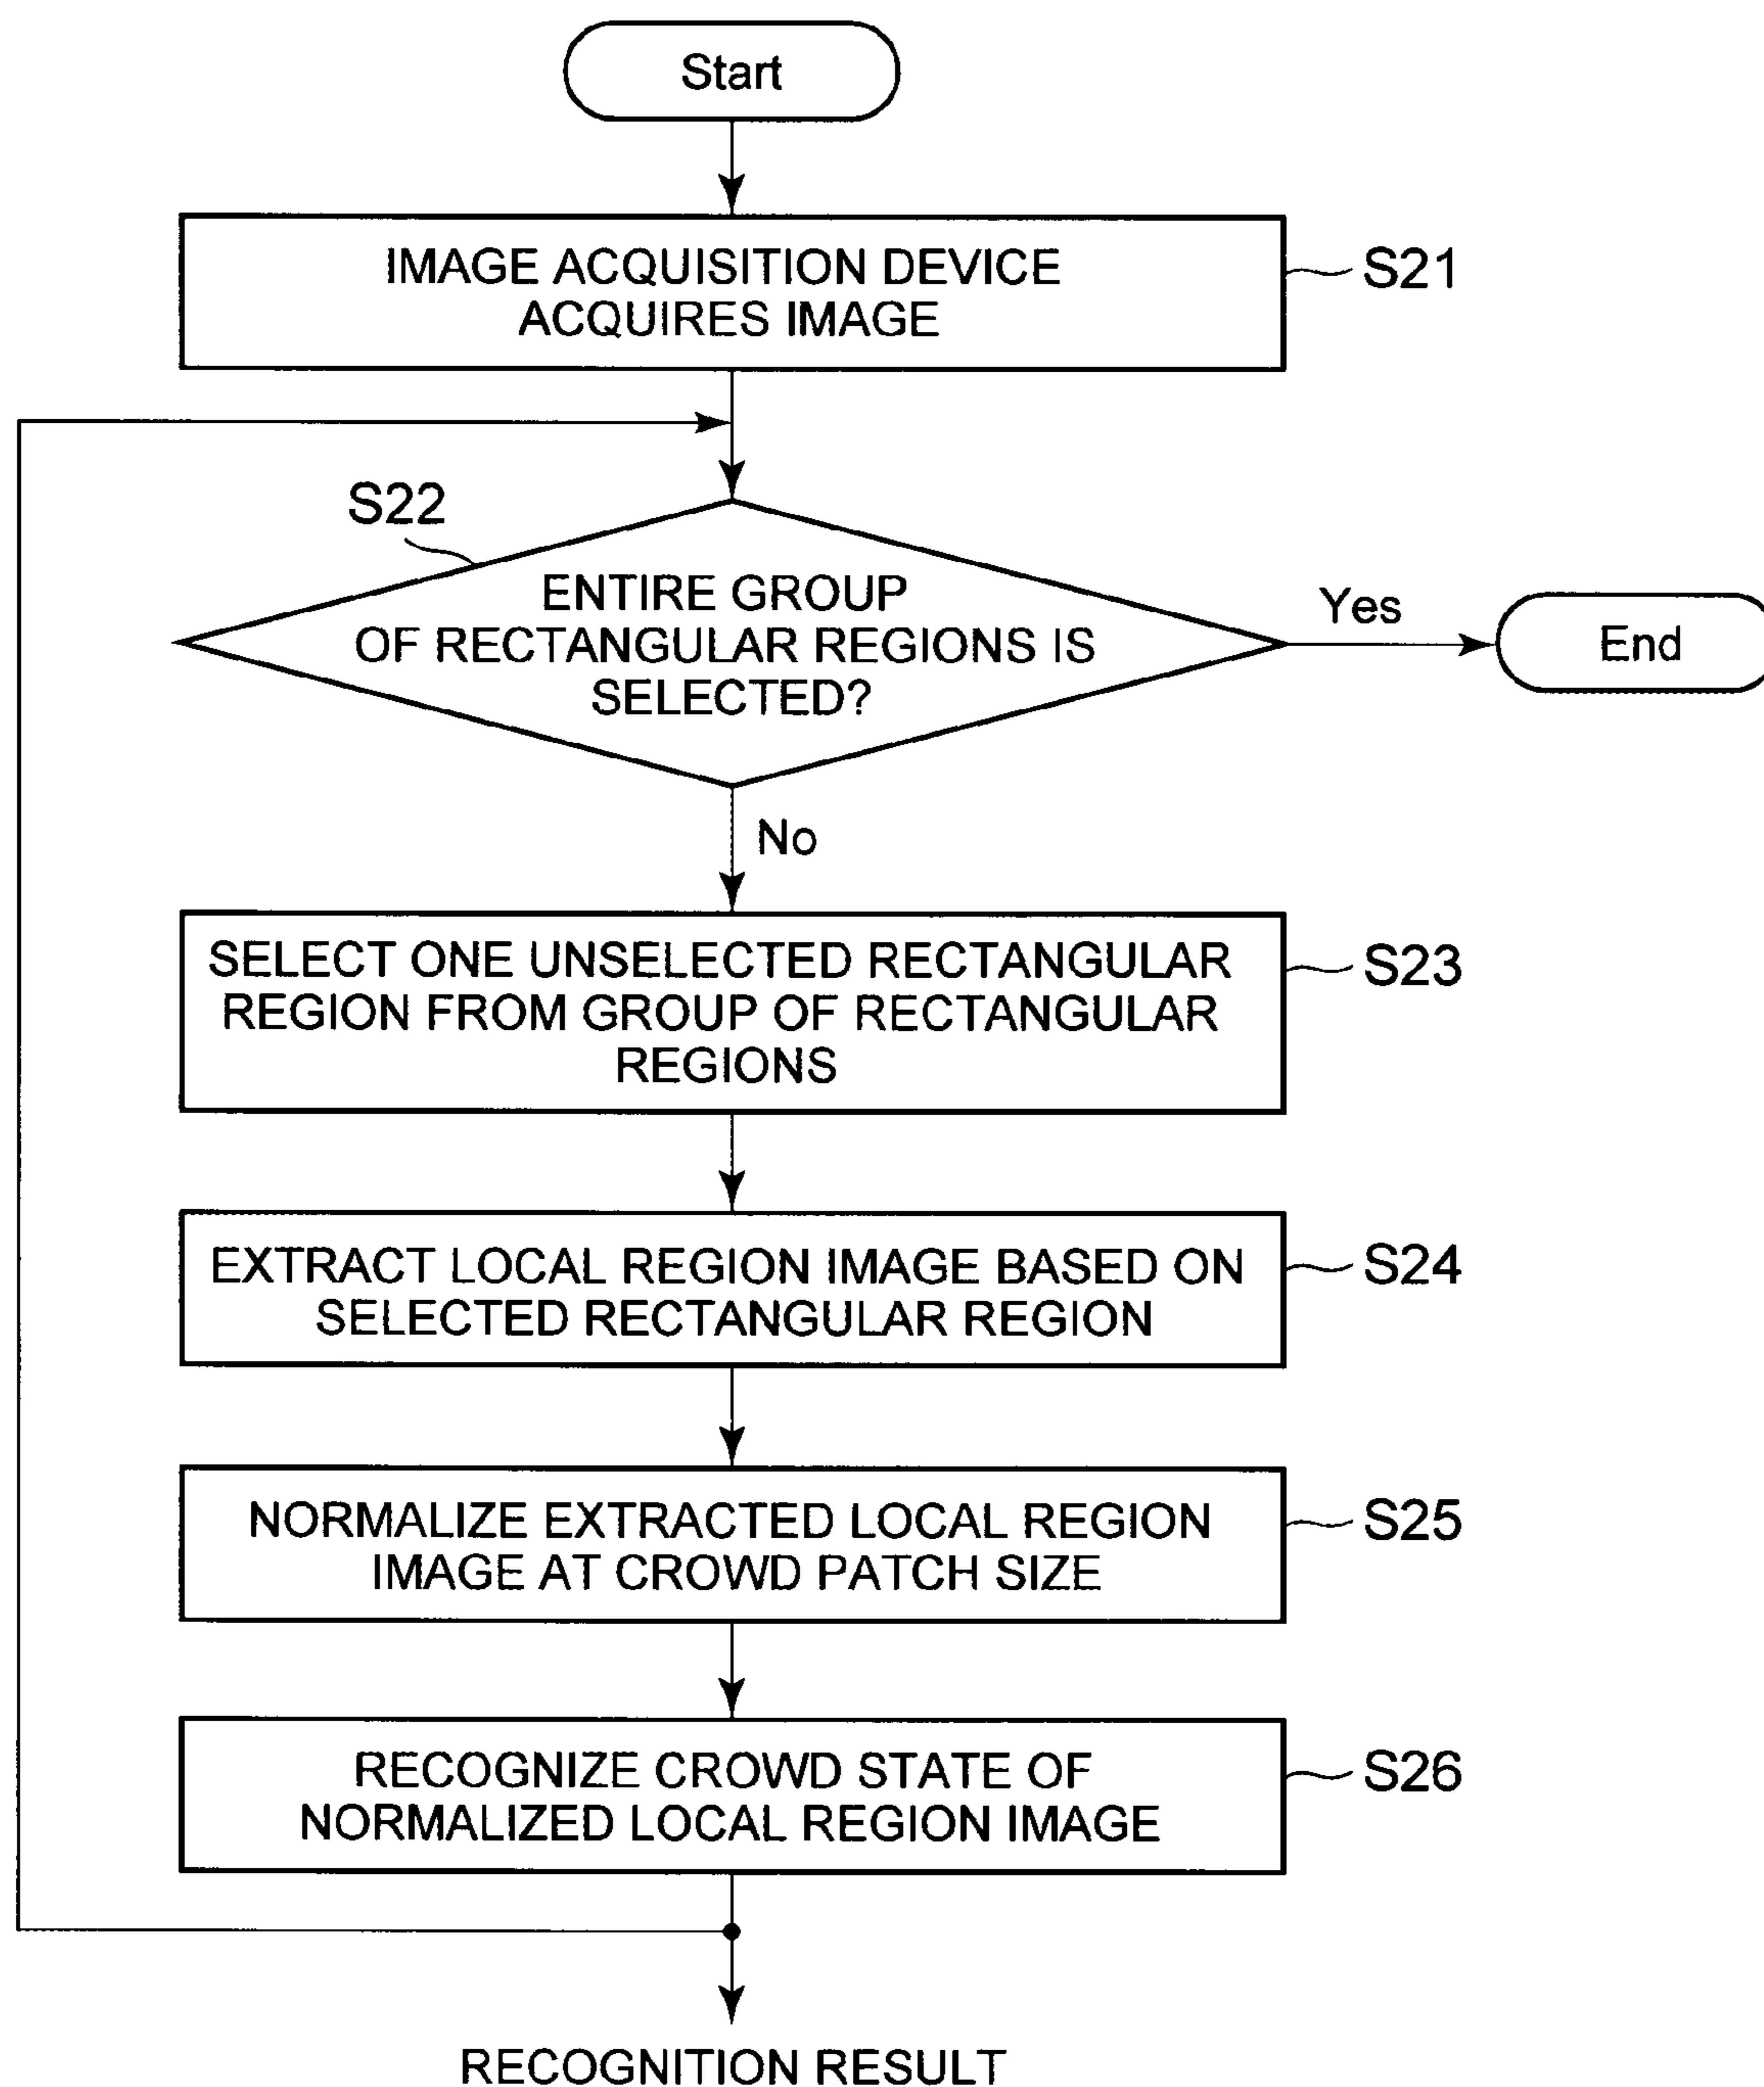 Start
IMAGE ACQUISITION DEVICE
ACQUIRES IMAGE
S21
S22
ENTIRE GROUP
OF RECTANGULAR REGIONS IS
SELECTED?
Yes
End
No
SELECT ONE UNSELECTED RECTANGULAR
REGION FROM GROUP OF RECTANGULAR
REGIONS
S23
EXTRACT LOCAL REGION IMAGE BASED ON
SELECTED RECTANGULAR REGION
S24
NORMALIZE EXTRACTED LOCAL REGION
IMAGE AT CROWD PATCH SIZE
S25
RECOGNIZE CROWD STATE OF
NORMALIZED LOCAL REGION IMAGE
S26
RECOGNITION RESULT